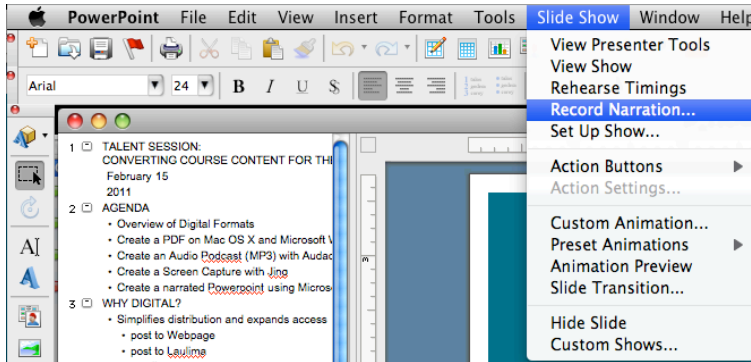 PowerPoint File Edit View Insert Format Tools Slide Show Window Help
Arial 24 B I U S
View Presenter Tools
View Show
Rehearse Timings
Record Narration...
Set Up Show...
Action Buttons
Action Settings...
Custom Animation...
Preset Animations
Animation Preview
Slide Transition...
Hide Slide
Custom Shows...
1 TALENT SESSION:
CONVERTING COURSE CONTENT FOR THE
February 15
2011
2 AGENDA
• Overview of Digital Formats
• Create a PDF on Mac OS X and Microsoft
• Create an Audio Podcast (MP3) with Audac
• Create a Screen Capture with Jing
• Create a narrated Powerpoint using Micros
3 WHY DIGITAL?
• Simplifies distribution and expands access
• post to Webpage
• post to Laulima
AI
A
3